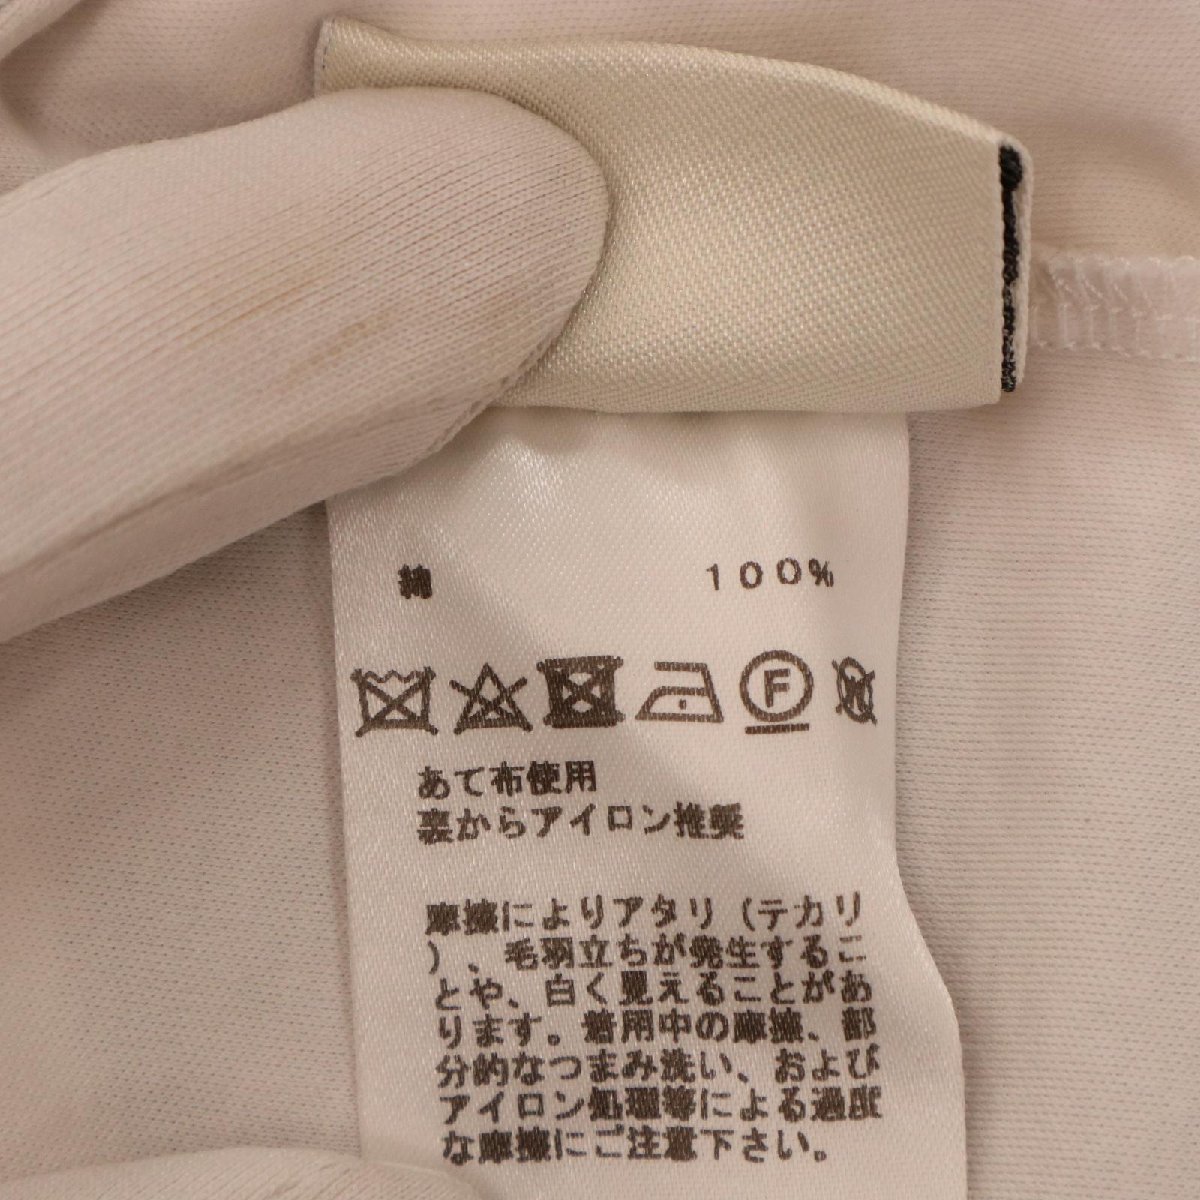 綿 100%
F W
あて布使用
裏からアイロン推奨
摩擦によりアタリ(テカリ
)、毛羽立ちが発生するこ
とや、白く見えることがあ
ります。着用中の摩擦、部
分的なつまみ洗い、および
アイロン処理等による過度
な摩擦にご注意下さい。